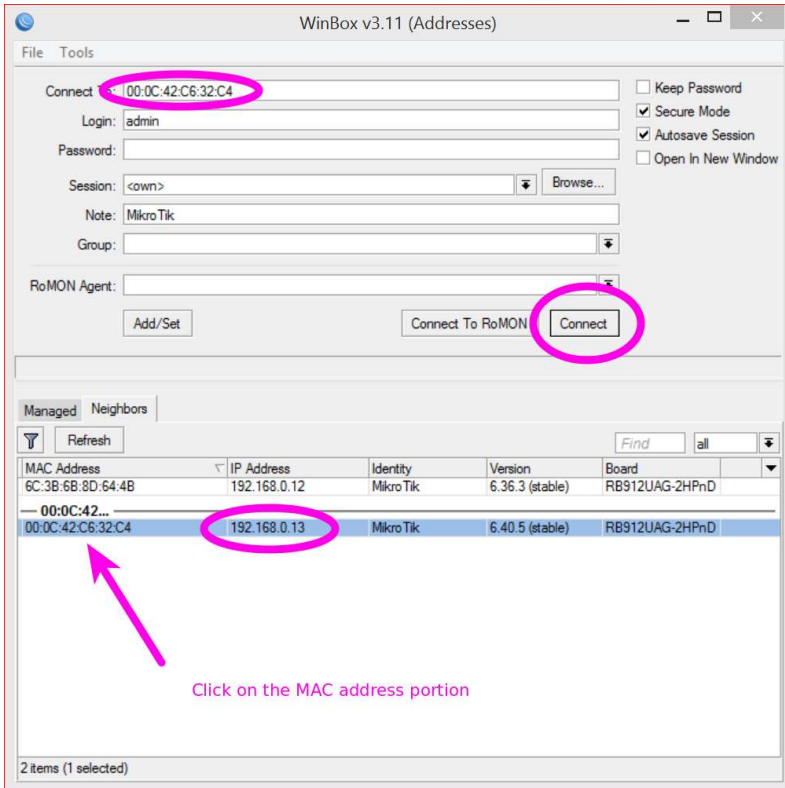 WinBox v3.11 (Addresses)
File Tools
Connect To: 00:0C:42:C6:32:C4
Keep Password
Login: admin
Secure Mode
Password:
Autosave Session
Open In New Window
Session: <own> Browse...
Note: MikroTik
Group:
RoMON Agent:
Add/Set Connect To RoMON Connect
Managed Neighbors
Refresh Find all
MAC Address IP Address Identity Version Board
6C:3B:6B:8D:64:4B 192.168.0.12 MikroTik 6.36.3 (stable) RB912UAG-2HPnD
00:0C:42...
00:0C:42:C6:32:C4 192.168.0.13 MikroTik 6.40.5 (stable) RB912UAG-2HPnD
Click on the MAC address portion
2 items (1 selected)